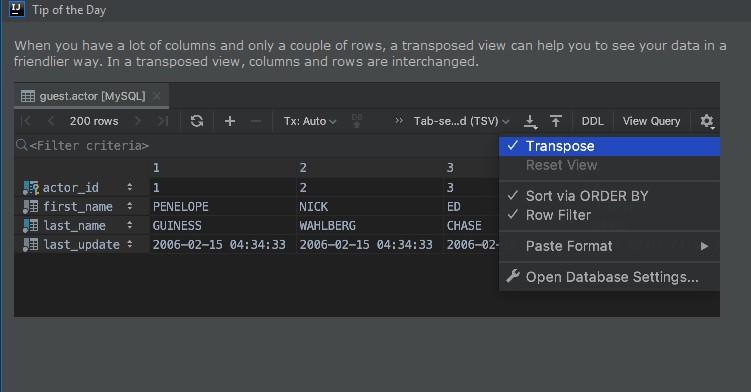 IJ Tip of the Day
When you have a lot of columns and only a couple of rows, a transposed view can help you to see your data in a
friendlier way. In a transposed view, columns and rows are interchanged.
guest.actor [MySQL]
200 rows Tx: Auto DB Tab-se...d (TSV) DDL View Query
<Filter criteria>
Transpose
Reset View
Sort via ORDER BY
Row Filter
Paste Format
Open Database Settings...
1 2 3
actor_id 1 2 3
first_name PENELOPE NICK ED
last_name GUINESS WAHLBERG CHASE
last_update 2006-02-15 04:34:33 2006-02-15 04:34:33 2006-02-